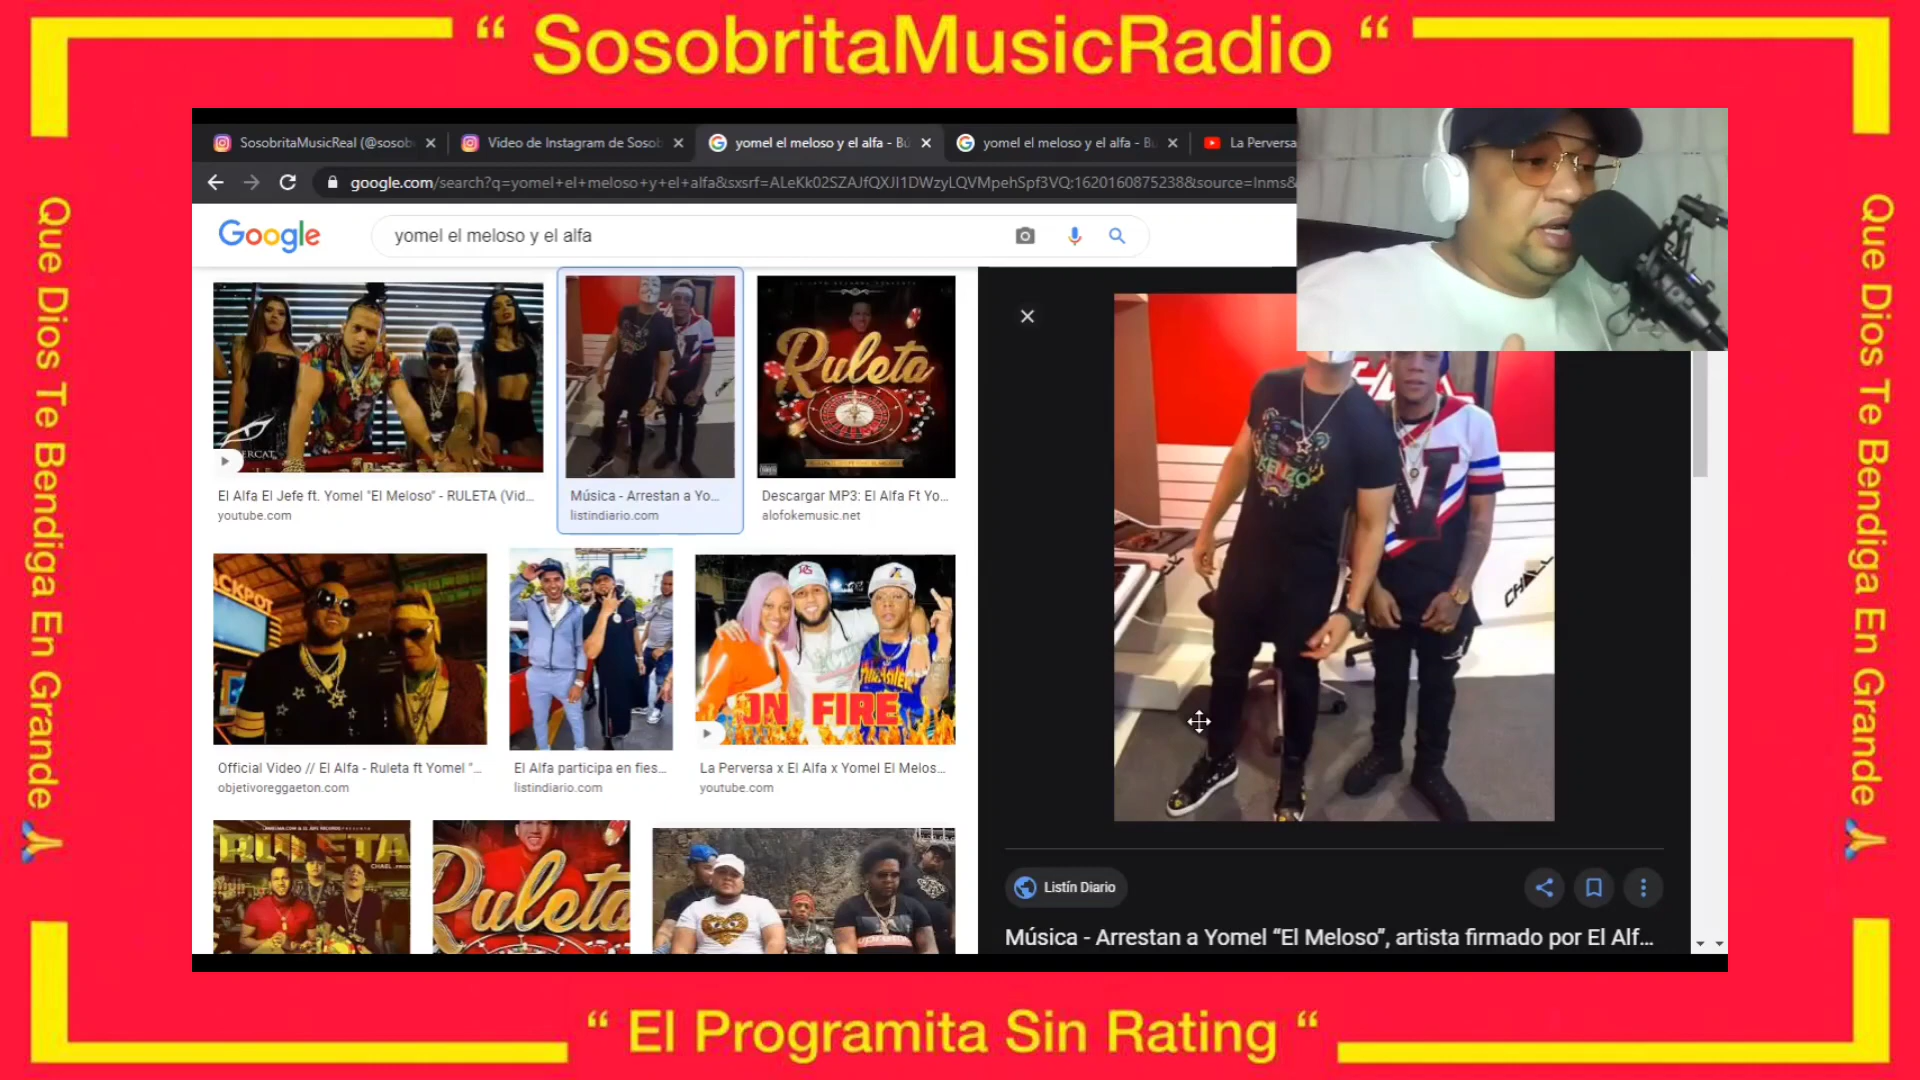 “ SosobritaMusicRadio “
Que Dios Te Bendiga En Grande 🙏
Que Dios Te Bendiga En Grande 🙏
SosobritaMusicReal (@sosob
Video de Instagram de Sosob
yomel el meloso y el alfa - Bú
yomel el meloso y el alfa - Bú
La Perversa
google.com/search?q=yomel+el+meloso+y+el+alfa&sxsrf=ALeKk02SZAJfQXJI1DWzyLQVMpehSpf3VQ:1620160875238&source=lnms&
Google
yomel el meloso y el alfa
Ruleta
KENZO
V
El Alfa El Jefe ft. Yomel "El Meloso" - RULETA (Vid...
youtube.com
Música - Arrestan a Yo...
listindiario.com
Descargar MP3: El Alfa Ft Yo...
alofokemusic.net
JACKPOT
IN FIRE
Official Video // El Alfa - Ruleta ft Yomel "...
objetivoreggaeton.com
El Alfa participa en fies...
listindiario.com
La Perversa x El Alfa x Yomel El Melos...
youtube.com
RULETA
Ruleta
Listín Diario
Música - Arrestan a Yomel “El Meloso”, artista firmado por El Alf...
“ El Programita Sin Rating “